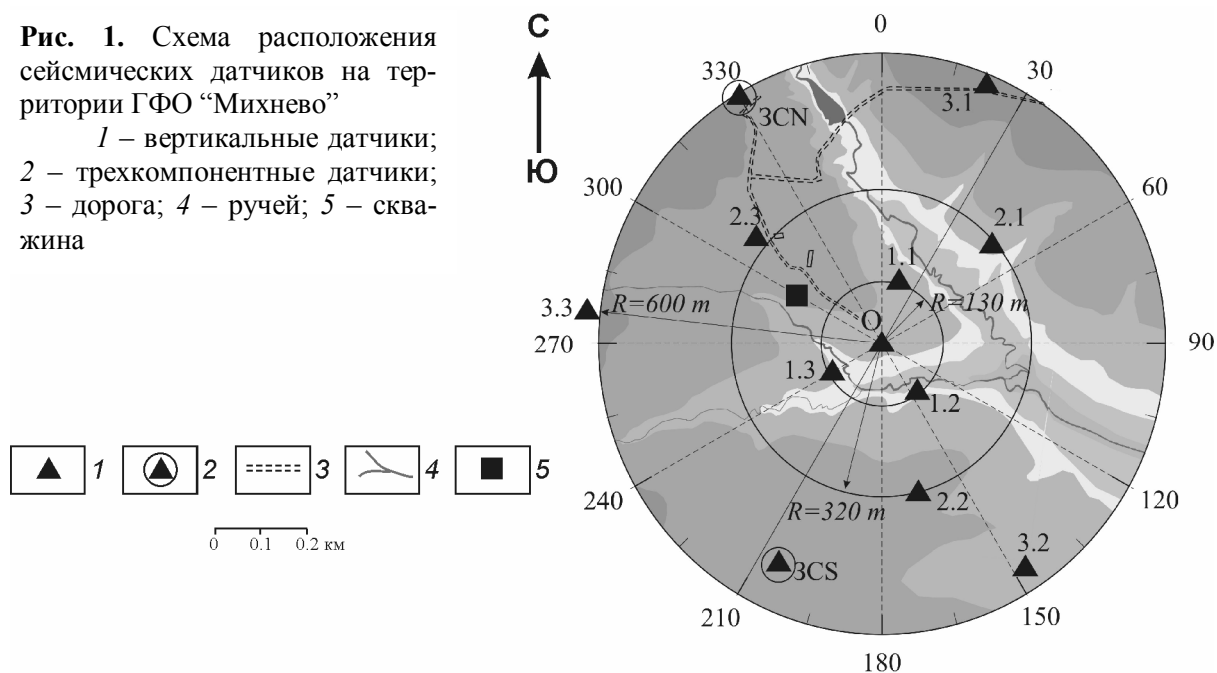 Рис. 1. Схема расположения
сейсмических датчиков на тер-
ритории ГФО “Михнево”
1 – вертикальные датчики;
2 – трехкомпонентные датчики;
3 – дорога; 4 – ручей; 5 – сква-
жина
С
Ю
0
330
30
3CN
3.1
300
60
2.3
2.1
1.1
3.3
R=600 m
R=130 m
O
270
90
1.3
1.2
1
2
3
4
5
240
120
2.2
R=320 m
0 0.1 0.2 км
3.2
3CS
210
150
180